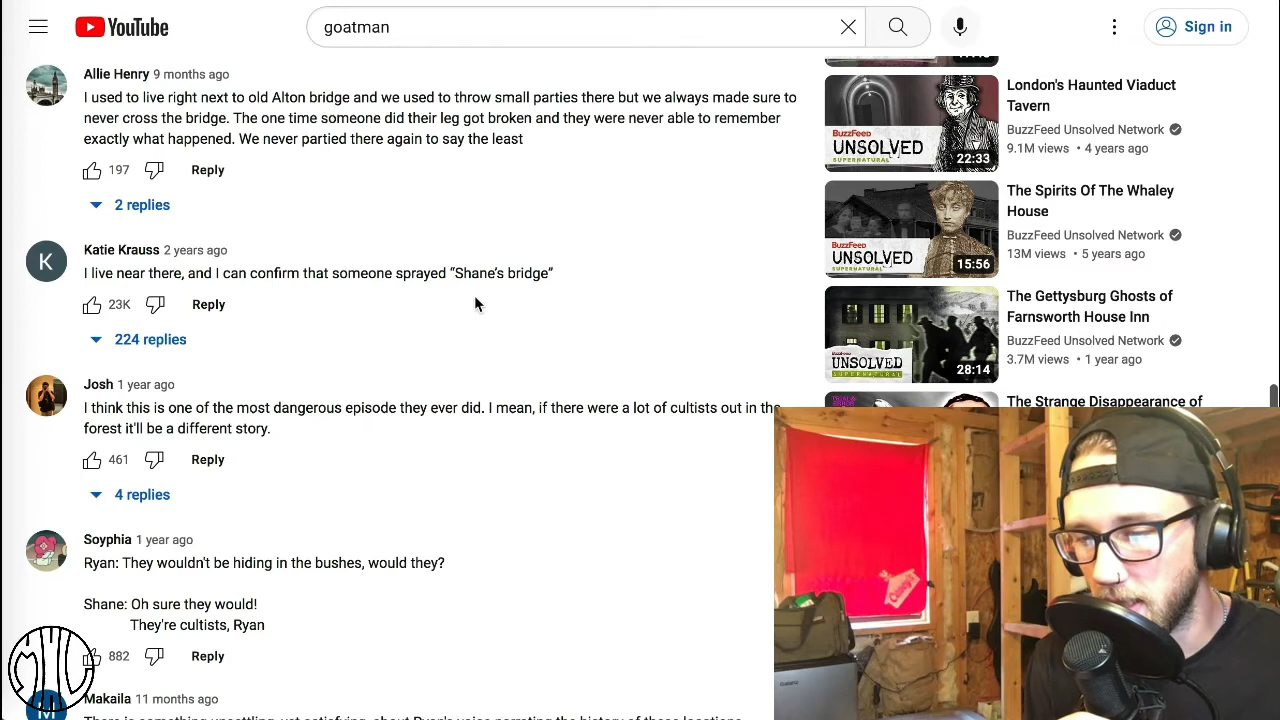 YouTube
goatman
Sign in
Allie Henry 9 months ago
I used to live right next to old Alton bridge and we used to throw small parties there but we always made sure to
never cross the bridge. The one time someone did their leg got broken and they were never able to remember
exactly what happened. We never partied there again to say the least
197
Reply
2 replies
K
Katie Krauss 2 years ago
I live near there, and I can confirm that someone sprayed “Shane’s bridge”
23K
Reply
224 replies
Josh 1 year ago
I think this is one of the most dangerous episode they ever did. I mean, if there were a lot of cultists out in the
forest it'll be a different story.
461
Reply
4 replies
Soyphia 1 year ago
Ryan: They wouldn't be hiding in the bushes, would they?
Shane: Oh sure they would!
They're cultists, Ryan
882
Reply
Makaila 11 months ago
BuzzFeed
UNSOLVED
SUPERNATURAL
22:33
London's Haunted Viaduct
Tavern
BuzzFeed Unsolved Network
9.1M views • 4 years ago
BuzzFeed
UNSOLVED
SUPERNATURAL
15:56
The Spirits Of The Whaley
House
BuzzFeed Unsolved Network
13M views • 5 years ago
BuzzFeed
UNSOLVED
SUPERNATURAL
28:14
The Gettysburg Ghosts of
Farnsworth House Inn
BuzzFeed Unsolved Network
3.7M views • 1 year ago
The Strange Disappearance of